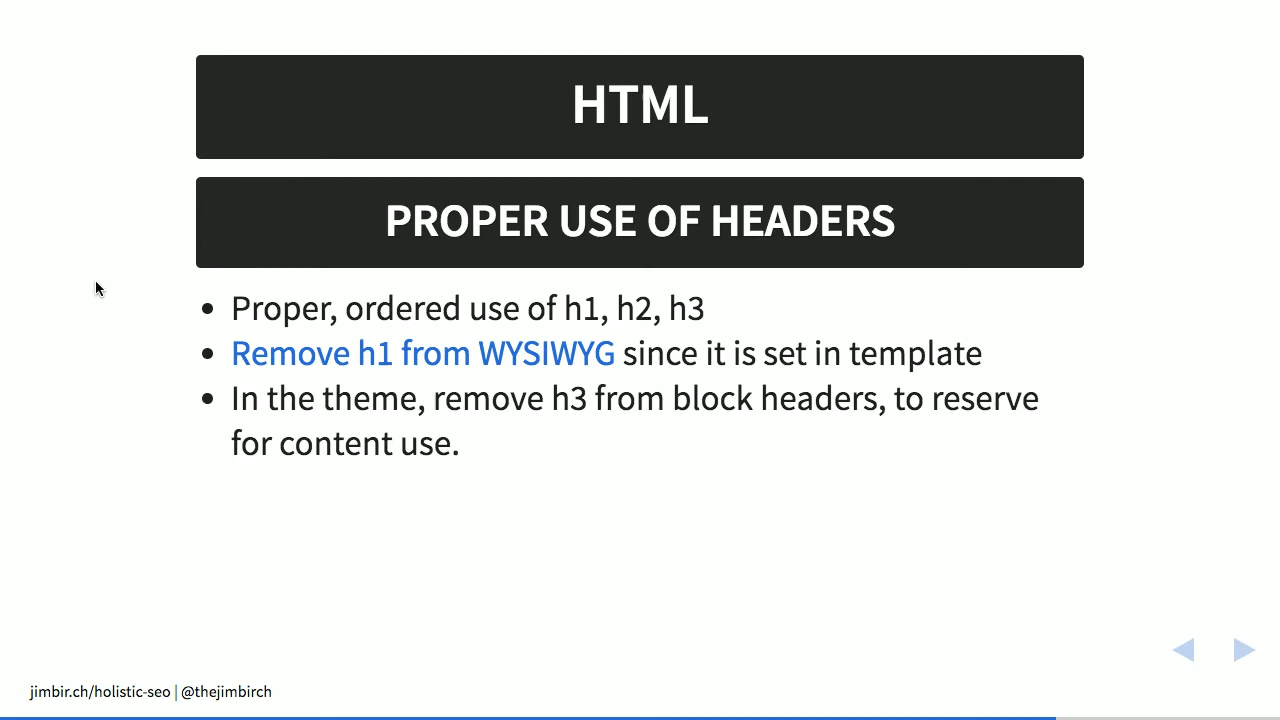 HTML
PROPER USE OF HEADERS
• Proper, ordered use of h1, h2, h3
• Remove h1 from WYSIWYG since it is set in template
• In the theme, remove h3 from block headers, to reserve
for content use.
jimbir.ch/holistic-seo | @thejimbirch